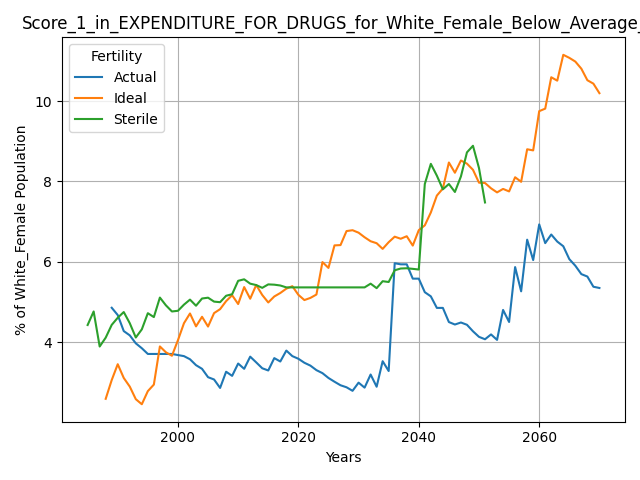 Score_1_in_EXPENDITURE_FOR_DRUGS_for_White_Female_Below_Average_
Fertility
Actual
Ideal
Sterile
% of White_Female Population
10
8
6
4
2000 2020 2040 2060
Years